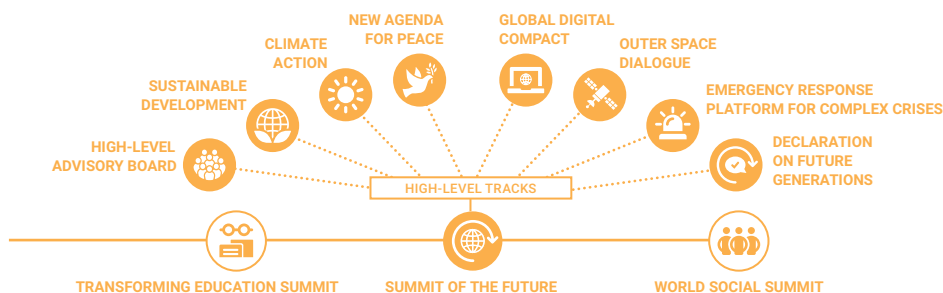 NEW AGENDA
FOR PEACE
GLOBAL DIGITAL
COMPACT
CLIMATE
ACTION
OUTER SPACE
DIALOGUE
SUSTAINABLE
DEVELOPMENT
EMERGENCY RESPONSE
PLATFORM FOR COMPLEX CRISES
HIGH-LEVEL
ADVISORY BOARD
DECLARATION
ON FUTURE
GENERATIONS
HIGH-LEVEL TRACKS
TRANSFORMING EDUCATION SUMMIT
SUMMIT OF THE FUTURE
WORLD SOCIAL SUMMIT